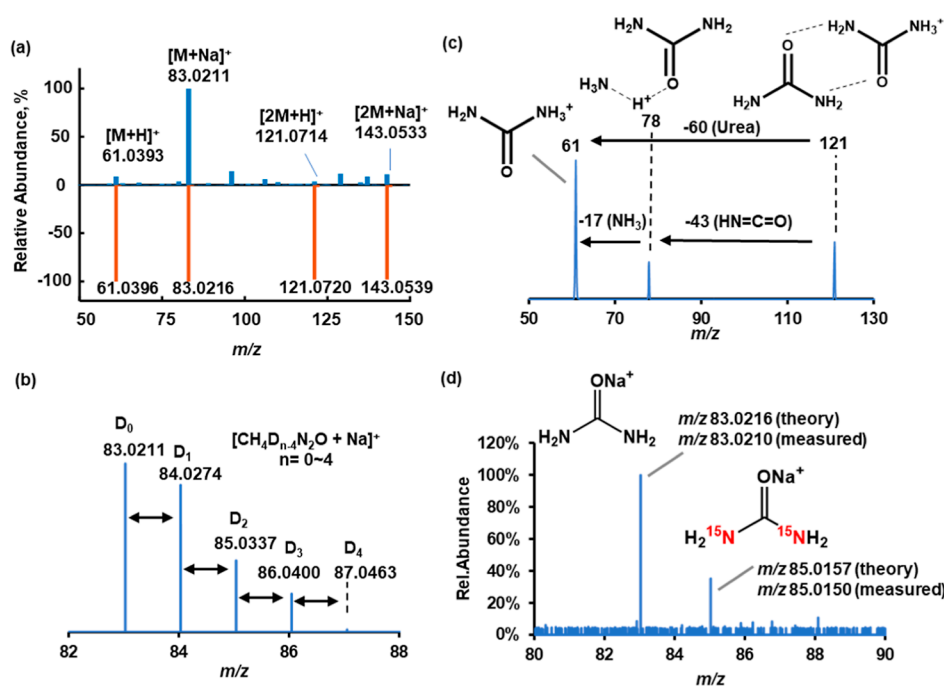 (a)
[M+Na]⁺
83.0211
[M+H]⁺
61.0393
[2M+H]⁺
121.0714
[2M+Na]⁺
143.0533
Relative Abundance, %
100
50
0
-50
-100
61.0396
83.0216
121.0720
143.0539
50
75
100
125
150
m/z
(b)
D₀
83.0211
D₁
84.0274
D₂
85.0337
D₃
86.0400
D₄
87.0463
[CH4Dn-4N2O + Na]⁺
n= 0~4
82
84
86
88
m/z
(c)
H₂N
NH₂
O
H₃N
H⁺
78
H₂N
NH₃⁺
O
O
H₂N
NH₂
H₂N
NH₃⁺
O
61
-60 (Urea)
121
-17 (NH₃)
-43 (HN=C=O)
50
70
90
110
130
m/z
(d)
ONa⁺
H₂N
NH₂
m/z 83.0216 (theory)
m/z 83.0210 (measured)
ONa⁺
H₂¹⁵N
¹⁵NH₂
m/z 85.0157 (theory)
m/z 85.0150 (measured)
Rel.Abundance
120%
100%
80%
60%
40%
20%
0%
80
82
84
86
88
90
m/z